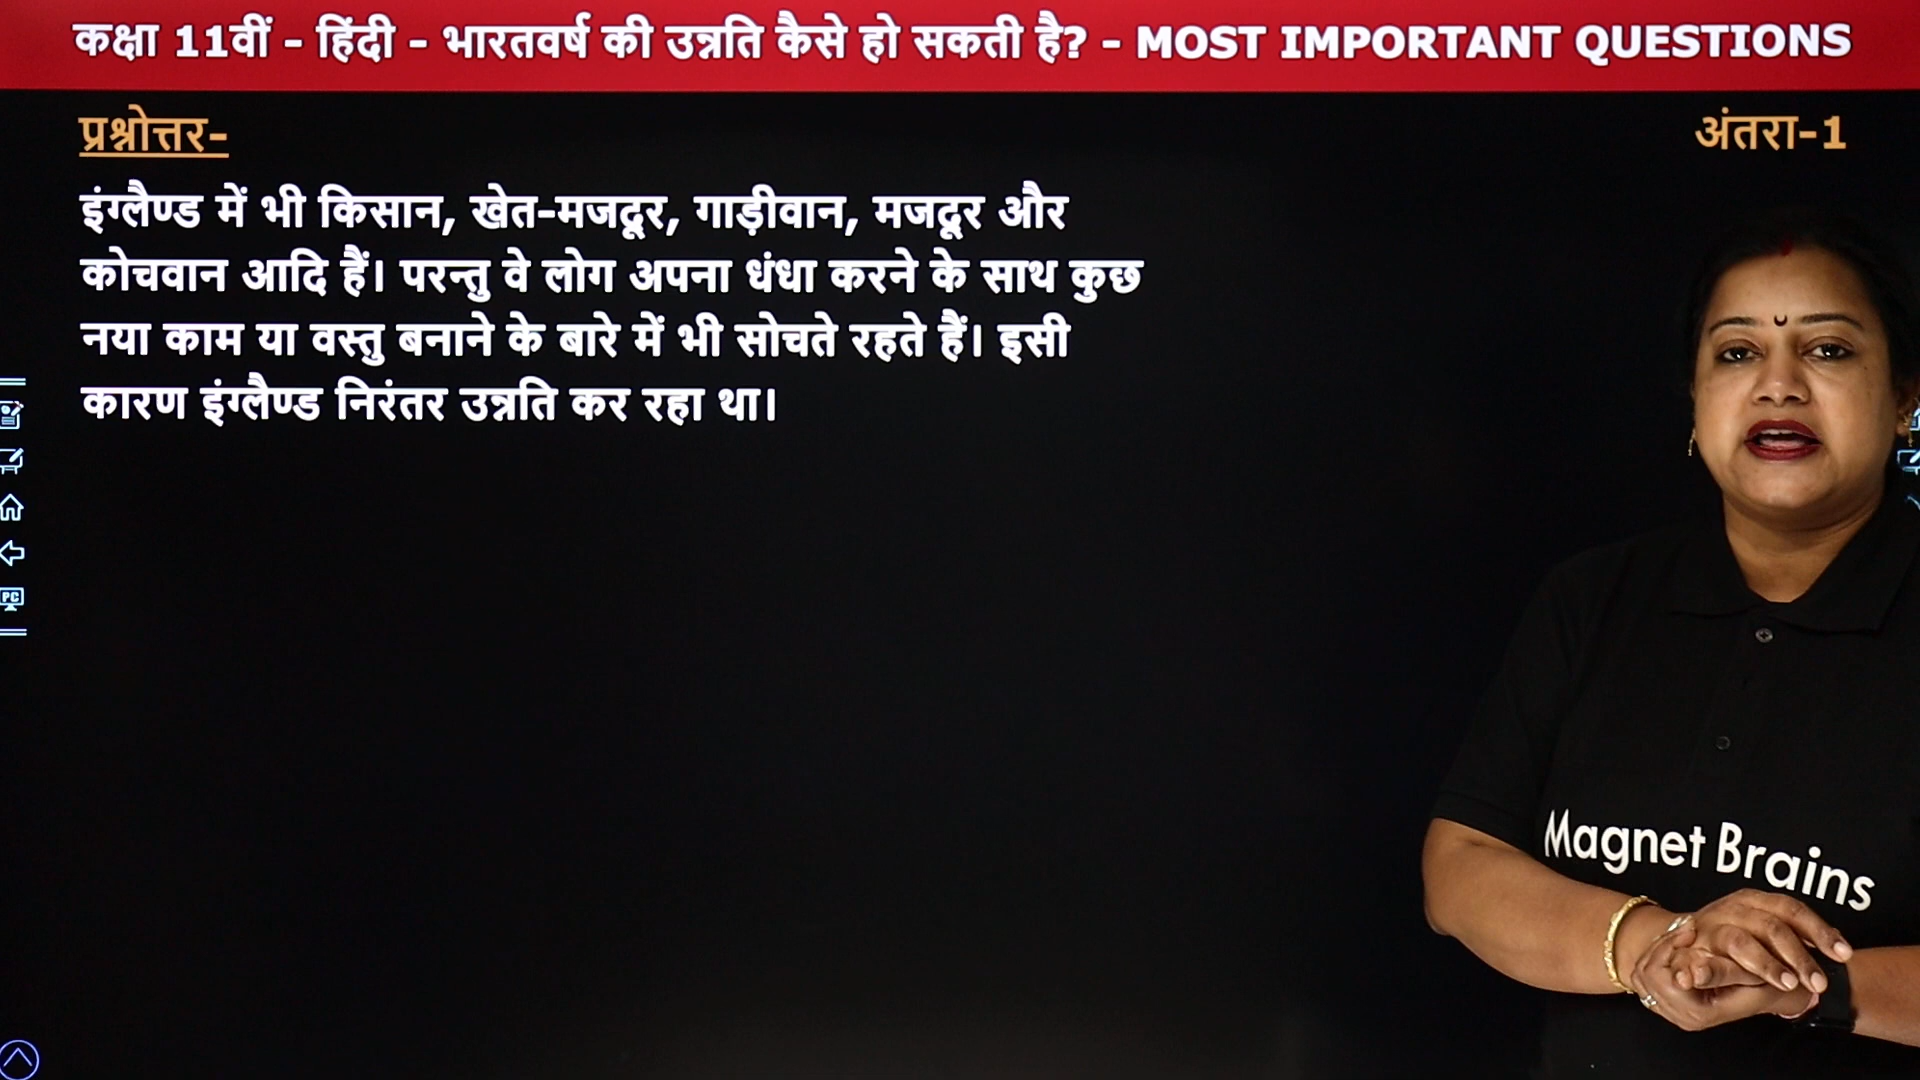 कक्षा 11वीं - हिंदी - भारतवर्ष की उन्नति कैसे हो सकती है? - MOST IMPORTANT QUESTIONS
प्रश्नोत्तर-
अंतरा-1
इंग्लैण्ड में भी किसान, खेत-मजदूर, गाड़ीवान, मजदूर और
कोचवान आदि हैं। परन्तु वे लोग अपना धंधा करने के साथ कुछ
नया काम या वस्तु बनाने के बारे में भी सोचते रहते हैं। इसी
कारण इंग्लैण्ड निरंतर उन्नति कर रहा था।
PC
Magnet Brains